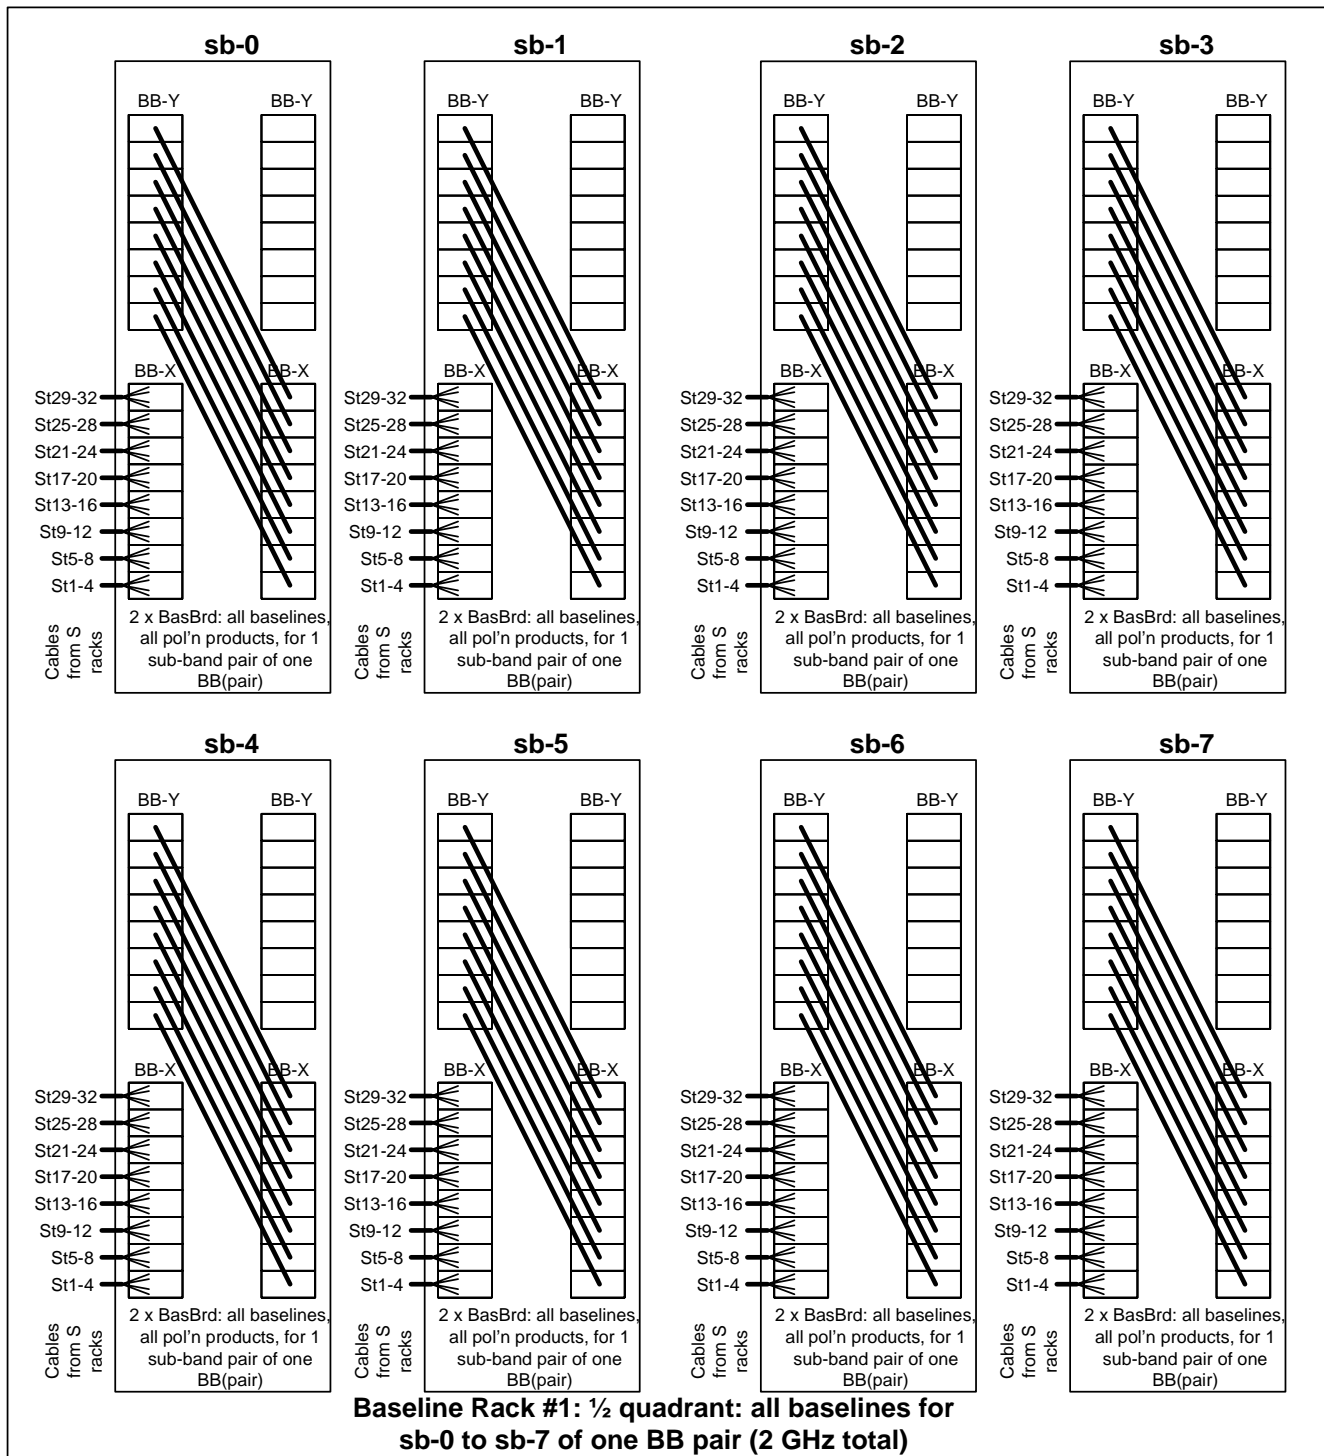 sb-0
sb-1
sb-2
sb-3
BB-Y
BB-Y
BB-Y
BB-Y
BB-Y
BB-Y
BB-Y
BB-Y
BB-X
BB-X
BB-X
BB-X
BB-X
BB-X
BB-X
BB-X
St29-32
St29-32
St29-32
St29-32
St25-28
St25-28
St25-28
St25-28
St21-24
St21-24
St21-24
St21-24
St17-20
St17-20
St17-20
St17-20
St13-16
St13-16
St13-16
St13-16
St9-12
St9-12
St9-12
St9-12
St5-8
St5-8
St5-8
St5-8
St1-4
St1-4
St1-4
St1-4
Cables
from S
racks
2 x BasBrd: all baselines,
all pol'n products, for 1
sub-band pair of one
BB(pair)
Cables
from S
racks
2 x BasBrd: all baselines,
all pol'n products, for 1
sub-band pair of one
BB(pair)
Cables
from S
racks
2 x BasBrd: all baselines,
all pol'n products, for 1
sub-band pair of one
BB(pair)
Cables
from S
racks
2 x BasBrd: all baselines,
all pol'n products, for 1
sub-band pair of one
BB(pair)
sb-4
sb-5
sb-6
sb-7
BB-Y
BB-Y
BB-Y
BB-Y
BB-Y
BB-Y
BB-Y
BB-Y
BB-X
BB-X
BB-X
BB-X
BB-X
BB-X
BB-X
BB-X
St29-32
St29-32
St29-32
St29-32
St25-28
St25-28
St25-28
St25-28
St21-24
St21-24
St21-24
St21-24
St17-20
St17-20
St17-20
St17-20
St13-16
St13-16
St13-16
St13-16
St9-12
St9-12
St9-12
St9-12
St5-8
St5-8
St5-8
St5-8
St1-4
St1-4
St1-4
St1-4
Cables
from S
racks
2 x BasBrd: all baselines,
all pol'n products, for 1
sub-band pair of one
BB(pair)
Cables
from S
racks
2 x BasBrd: all baselines,
all pol'n products, for 1
sub-band pair of one
BB(pair)
Cables
from S
racks
2 x BasBrd: all baselines,
all pol'n products, for 1
sub-band pair of one
BB(pair)
Cables
from S
racks
2 x BasBrd: all baselines,
all pol'n products, for 1
sub-band pair of one
BB(pair)
Baseline Rack #1: ½ quadrant: all baselines for
sb-0 to sb-7 of one BB pair (2 GHz total)